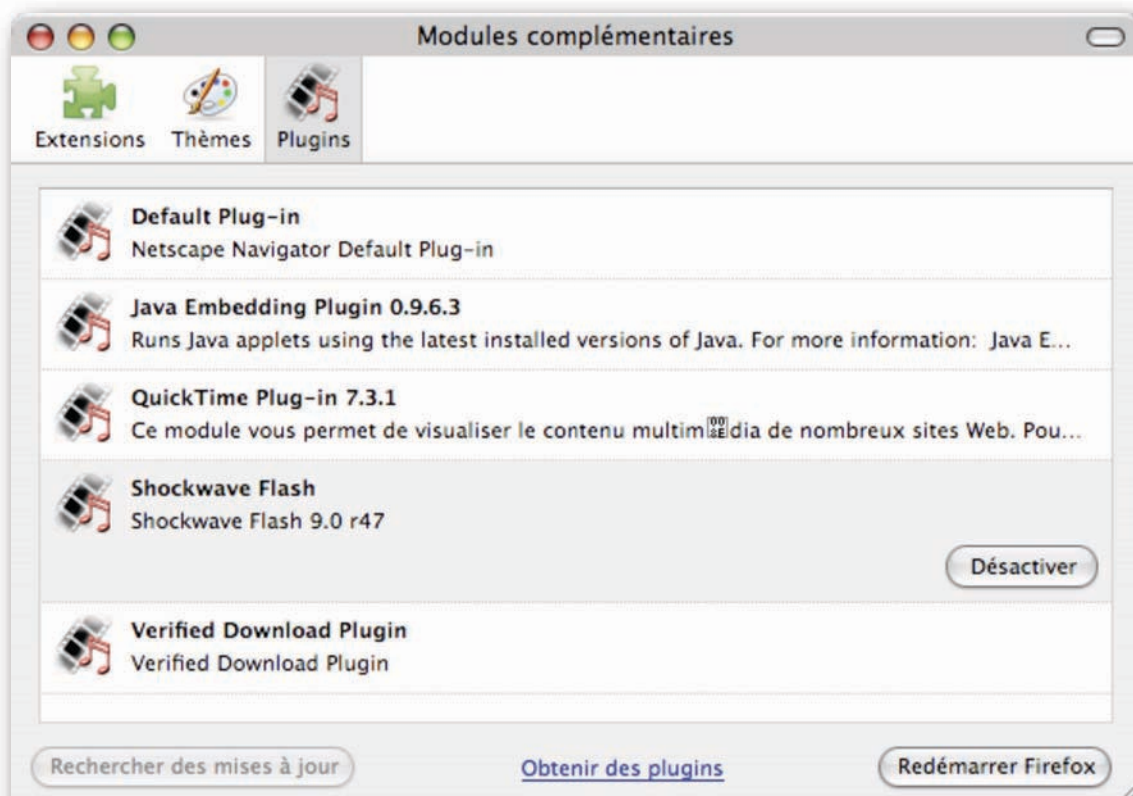 Modules complémentaires
Extensions Thèmes Plugins
Default Plug-in
Netscape Navigator Default Plug-in
Java Embedding Plugin 0.9.6.3
Runs Java applets using the latest installed versions of Java. For more information: Java E...
QuickTime Plug-in 7.3.1
Ce module vous permet de visualiser le contenu multim�dia de nombreux sites Web. Pou...
Shockwave Flash
Shockwave Flash 9.0 r47
Désactiver
Verified Download Plugin
Verified Download Plugin
Rechercher des mises à jour Obtenir des plugins Redémarrer Firefox